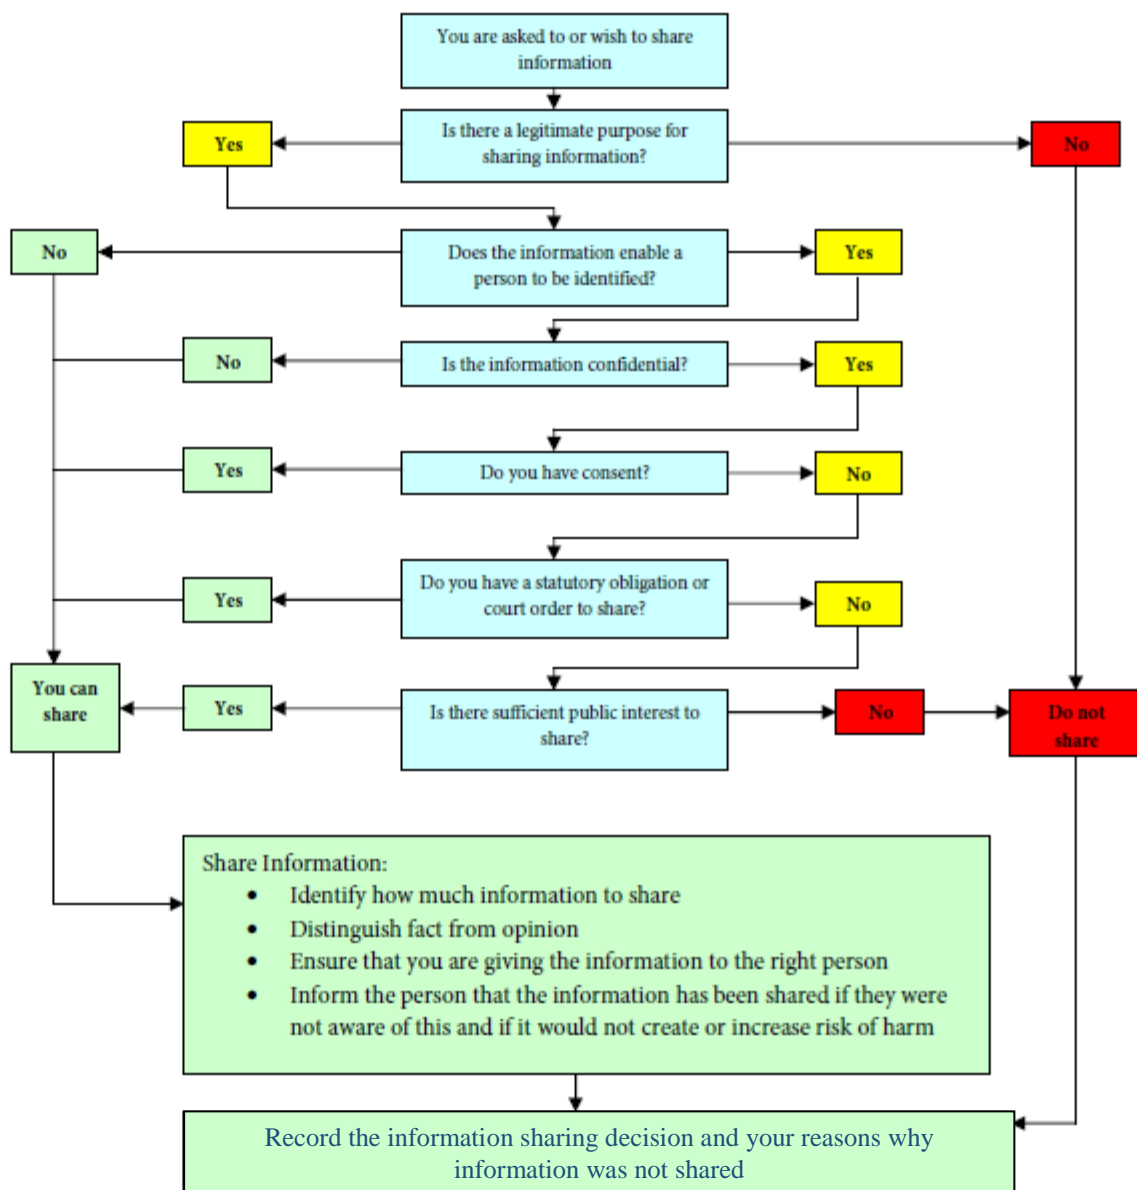 You are asked to or wish to share
information
Is there a legitimate purpose for
sharing information?
Yes
No
Does the information enable a
person to be identified?
No
Yes
Is the information confidential?
No
Yes
Do you have consent?
Yes
No
Do you have a statutory obligation or
court order to share?
Yes
No
You can
share
Yes
Is there sufficient public interest to
share?
No
Do not
share
Share Information:
• Identify how much information to share
• Distinguish fact from opinion
• Ensure that you are giving the information to the right person
• Inform the person that the information has been shared if they were
not aware of this and if it would not create or increase risk of harm
Record the information sharing decision and your reasons why
information was not shared